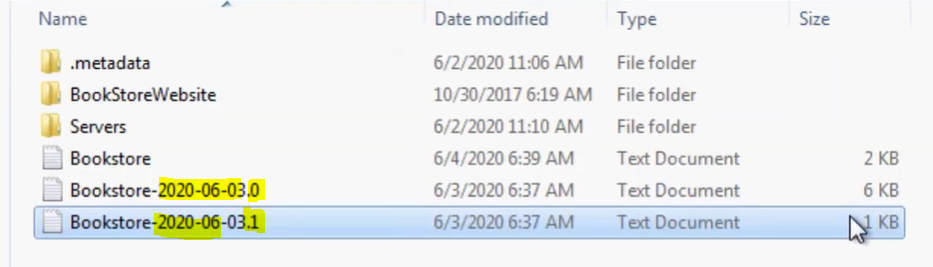 Name Date modified Type Size
.metadata 6/2/2020 11:06 AM File folder
BookStoreWebsite 10/30/2017 6:19 AM File folder
Servers 6/2/2020 11:10 AM File folder
Bookstore 6/4/2020 6:39 AM Text Document 2 KB
Bookstore-2020-06-03.0 6/3/2020 6:37 AM Text Document 6 KB
Bookstore-2020-06-03.1 6/3/2020 6:37 AM Text Document 1 KB